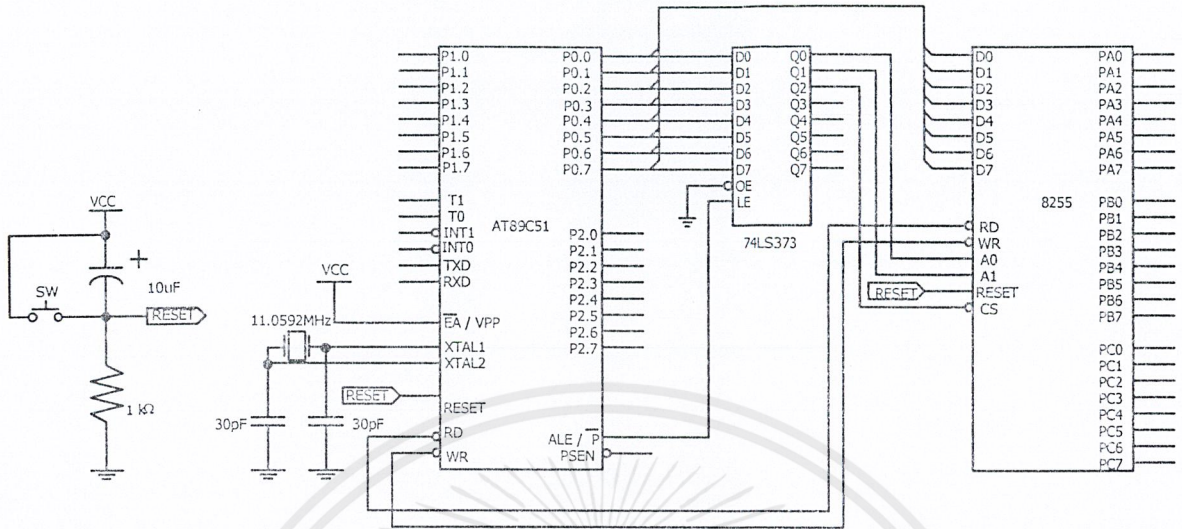 VCC
+
10uF
SW
RESET
1 kΩ
VCC
11.0592MHz
30pF
30pF
RESET
P1.0
P1.1
P1.2
P1.3
P1.4
P1.5
P1.6
P1.7
T1
T0
INT1
INT0
TXD
RXD
EA / VPP
XTAL1
XTAL2
RESET
RD
WR
AT89C51
P0.0
P0.1
P0.2
P0.3
P0.4
P0.5
P0.6
P0.7
P2.0
P2.1
P2.2
P2.3
P2.4
P2.5
P2.6
P2.7
ALE / P
PSEN
D0
D1
D2
D3
D4
D5
D6
D7
OE
LE
Q0
Q1
Q2
Q3
Q4
Q5
Q6
Q7
74LS373
RESET
D0
D1
D2
D3
D4
D5
D6
D7
RD
WR
A0
A1
RESET
CS
8255
PA0
PA1
PA2
PA3
PA4
PA5
PA6
PA7
PB0
PB1
PB2
PB3
PB4
PB5
PB6
PB7
PC0
PC1
PC2
PC3
PC4
PC5
PC6
PC7